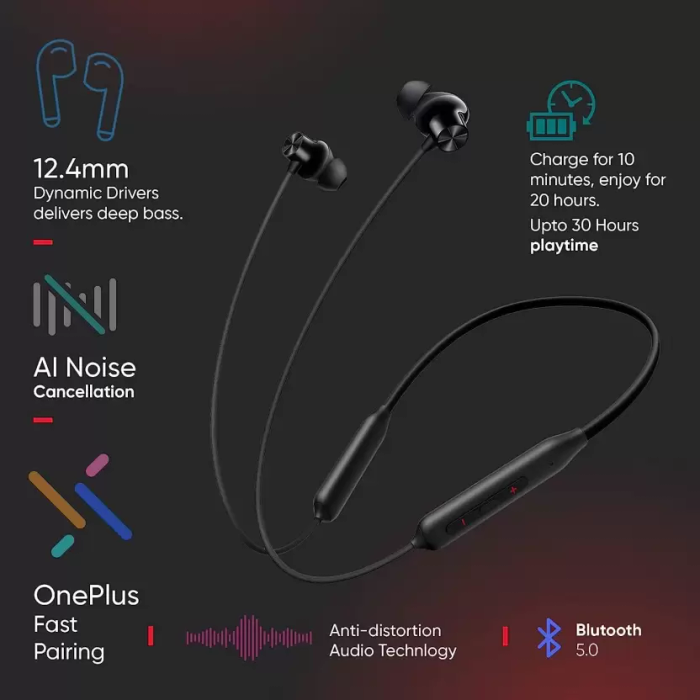 12.4mm
Dynamic Drivers
delivers deep bass.
AI Noise
Cancellation
OnePlus
Fast
Pairing
Charge for 10
minutes, enjoy for
20 hours.
Upto 30 Hours
playtime
Anti-distortion
Audio Technlogy
Blutooth
5.0